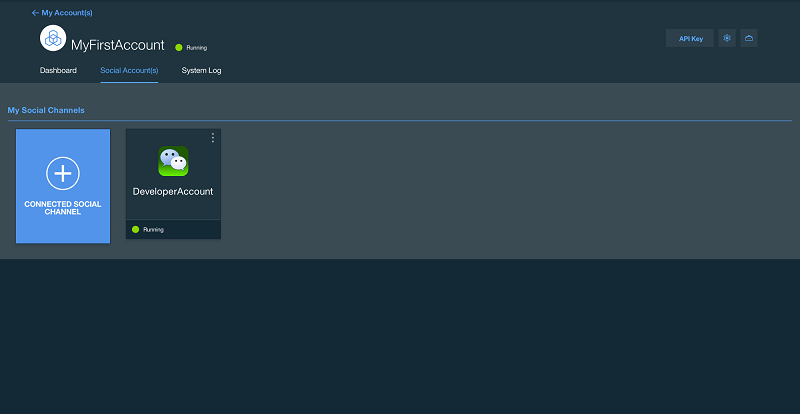 My Account(s)
MyFirstAccount
Running
API Key
Dashboard
Social Account(s)
System Log
My Social Channels
CONNECTED SOCIAL
CHANNEL
DeveloperAccount
Running